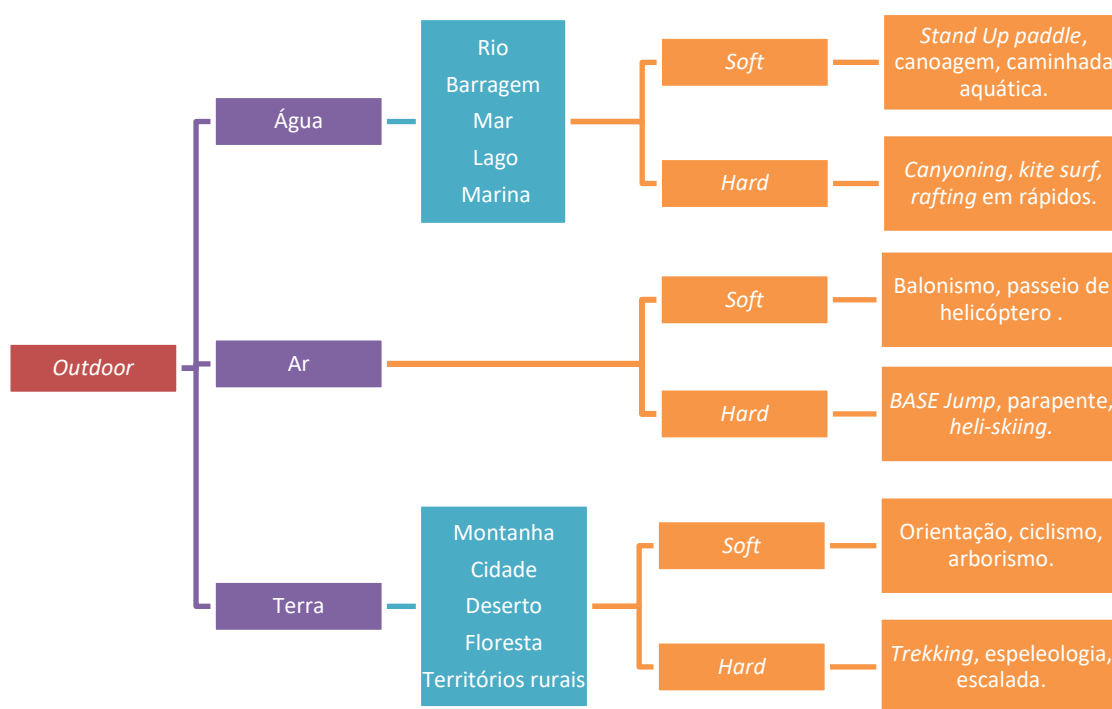 Outdoor
Água
Rio
Barragem
Mar
Lago
Marina
Soft
Stand Up paddle,
canoagem, caminhada
aquática.
Hard
Canyoning, kite surf,
rafting em rápidos.
Ar
Soft
Balonismo, passeio de
helicóptero .
Hard
BASE Jump, parapente,
heli-skiing.
Terra
Montanha
Cidade
Deserto
Floresta
Territórios rurais
Soft
Orientação, ciclismo,
arborismo.
Hard
Trekking, espeleologia,
escalada.